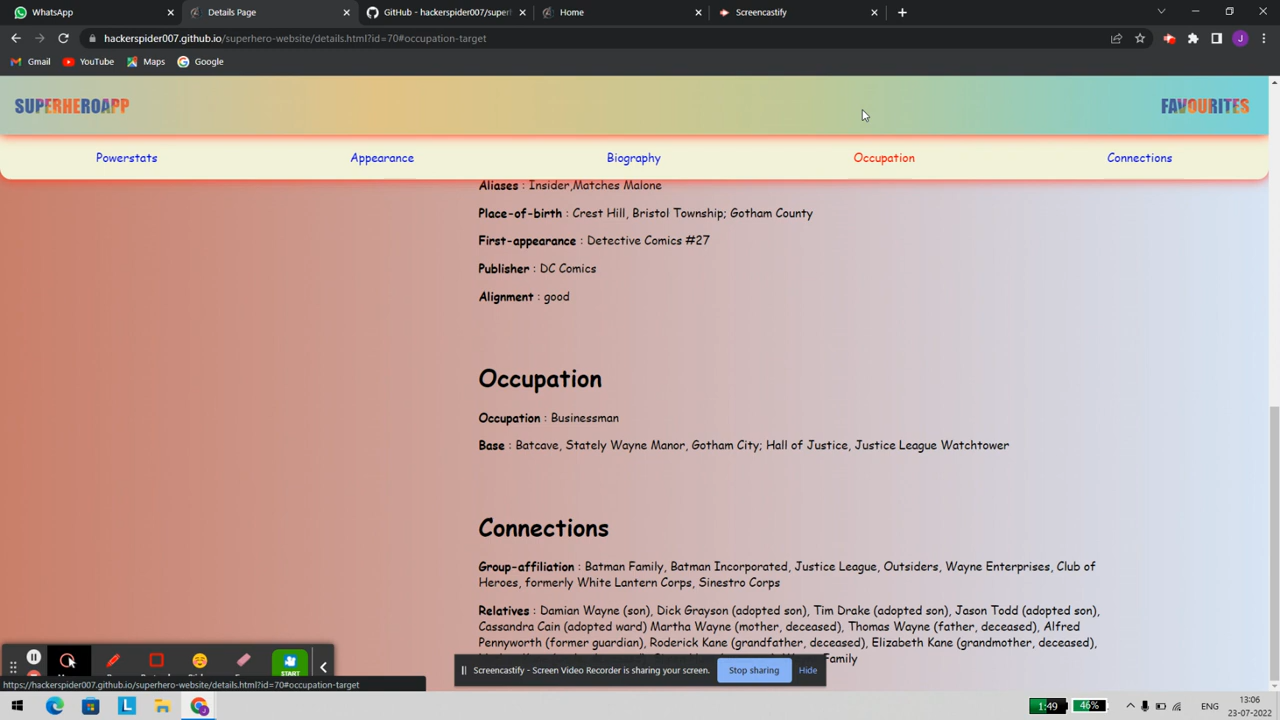 WhatsApp
Details Page
GitHub - hackerspider007/super
Home
Screencastify
hackerspider007.github.io/superhero-website/details.html?id=70#occupation-target
J
Gmail
YouTube
Maps
Google
SUPERHEROAPP
FAVOURITES
Powerstats
Appearance
Biography
Occupation
Connections
Aliases : Insider,Matches Malone
Place-of-birth : Crest Hill, Bristol Township; Gotham County
First-appearance : Detective Comics #27
Publisher : DC Comics
Alignment : good
Occupation
Occupation : Businessman
Base : Batcave, Stately Wayne Manor, Gotham City; Hall of Justice, Justice League Watchtower
Connections
Group-affiliation : Batman Family, Batman Incorporated, Justice League, Outsiders, Wayne Enterprises, Club of
Heroes, formerly White Lantern Corps, Sinestro Corps
Relatives : Damian Wayne (son), Dick Grayson (adopted son), Tim Drake (adopted son), Jason Todd (adopted son),
Cassandra Cain (adopted ward) Martha Wayne (mother, deceased), Thomas Wayne (father, deceased), Alfred
Pennyworth (former guardian), Roderick Kane (grandfather, deceased), Elizabeth Kane (grandmother, deceased),
Family
START
Screencastify - Screen Video Recorder is sharing your screen.
Stop sharing
Hide
https://hackerspider007.github.io/superhero-website/details.html?id=70#occupation-target
L
1:49
46%
ENG
13:06
23-07-2022